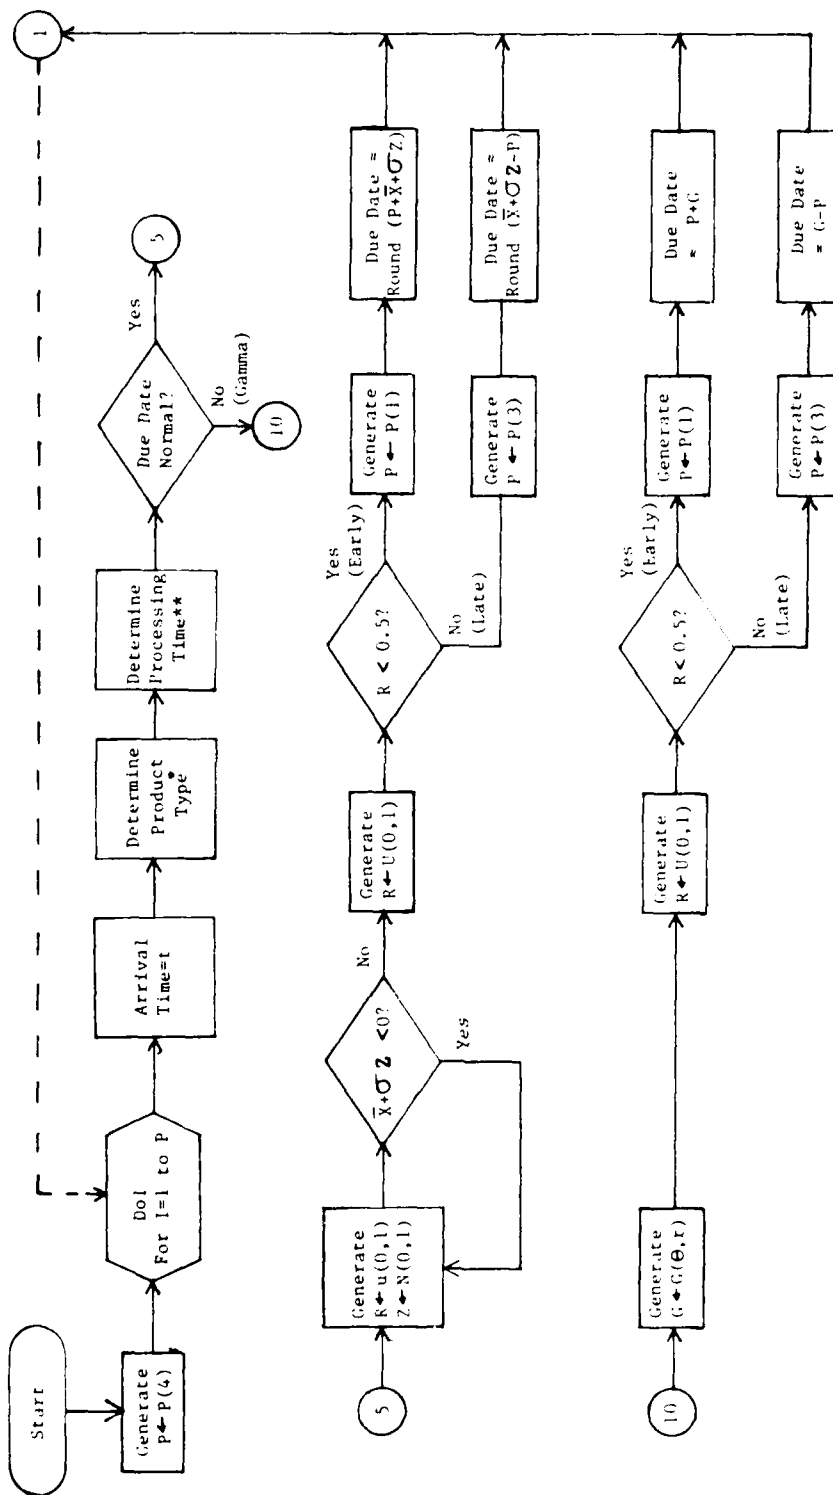 Start
Generate
P←P(4)
Do1
For I=1 to P
Arrival
Time=t
Determine
Product
Type*
Determine
Processing
Time**
Due Date
Normal?
Yes
5
No
(Gamma)
10
1
5
Generate
R←u(0,1)
Z←N(0,1)
X̄+σZ <0?
Yes
No
Generate
R←U(0,1)
R < 0.5?
Yes
(Early)
No
(Late)
Generate
P←P(1)
Due Date =
Round (P+X̄+σZ)
Generate
P←P(3)
Due Date =
Round (X̄+σZ-P)
10
Generate
G←G(θ,r)
Generate
R←U(0,1)
R< 0.5?
Yes
(Early)
No
(Late)
Generate
P←P(1)
Due Date
= P+G
Generate
P←P(3)
Due Date
= G-P